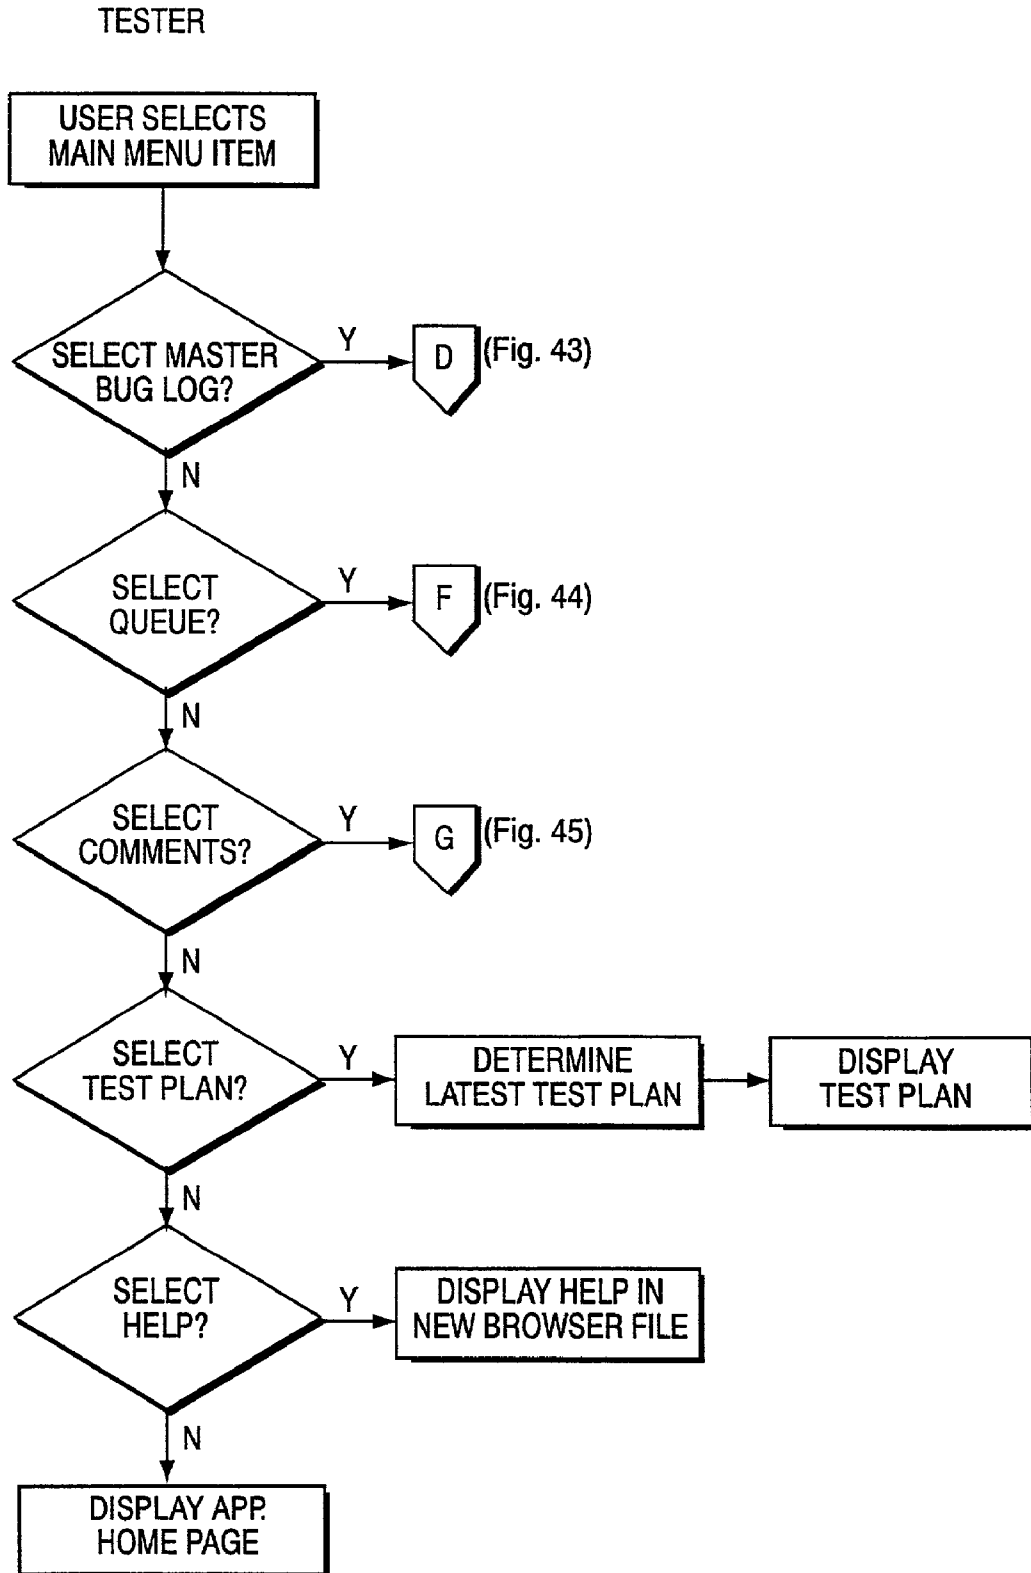 TESTER
USER SELECTS
MAIN MENU ITEM
SELECT MASTER
BUG LOG?
Y
D
(Fig. 43)
N
SELECT
QUEUE?
Y
F
(Fig. 44)
N
SELECT
COMMENTS?
Y
G
(Fig. 45)
N
SELECT
TEST PLAN?
Y
DETERMINE
LATEST TEST PLAN
DISPLAY
TEST PLAN
N
SELECT
HELP?
Y
DISPLAY HELP IN
NEW BROWSER FILE
N
DISPLAY APP.
HOME PAGE